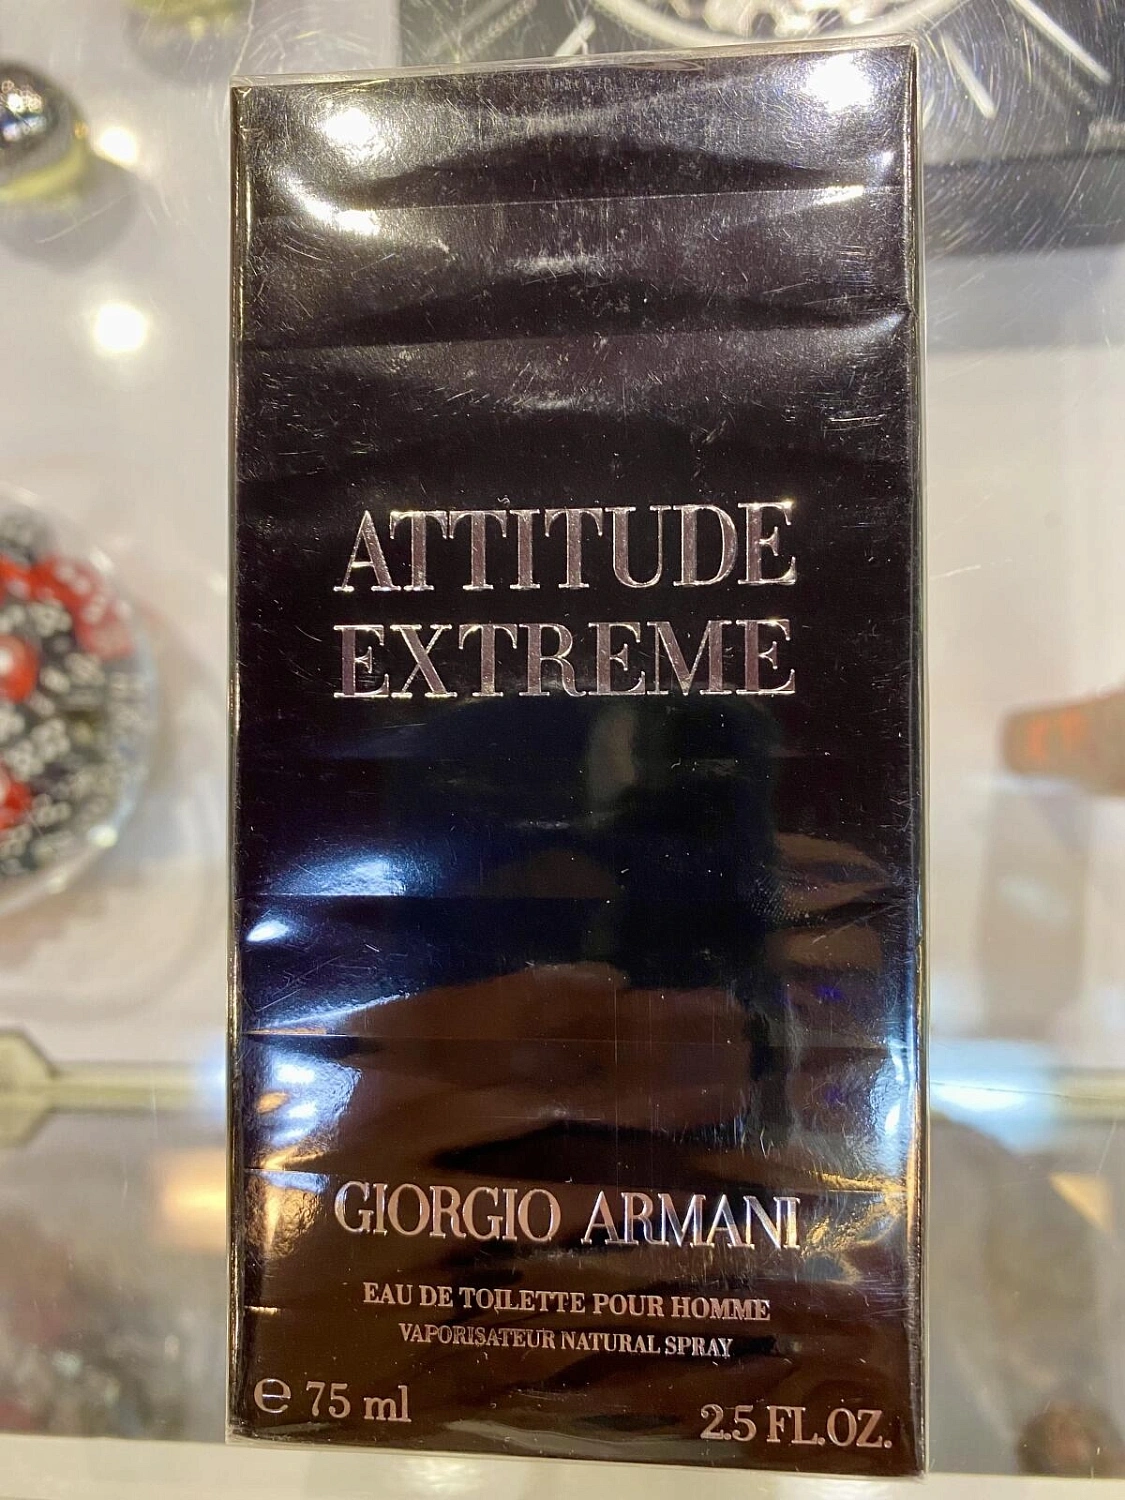 ATTITUDE
EXTREME
GIORGIO ARMANI
EAU DE TOILETTE POUR HOMME
VAPORISATEUR NATURAL SPRAY
℮ 75 ml 2.5 FL.OZ.